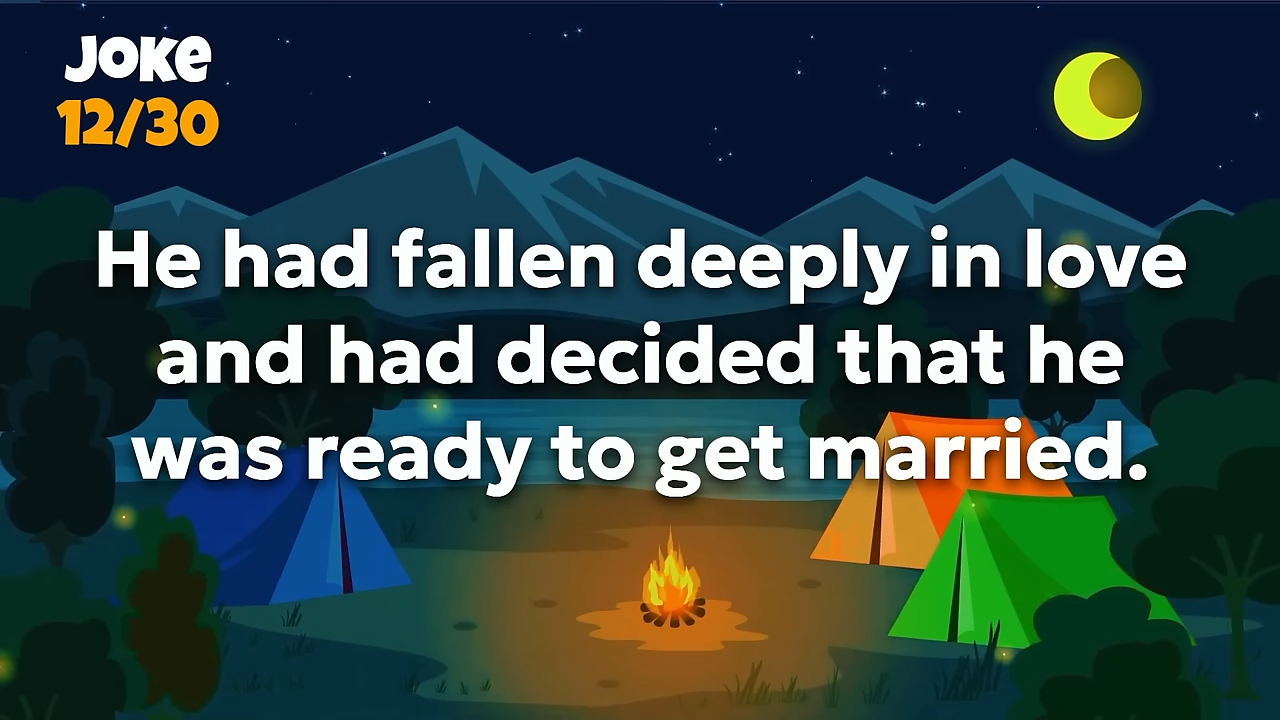 Joke
12/30
He had fallen deeply in love
and had decided that he
was ready to get married.